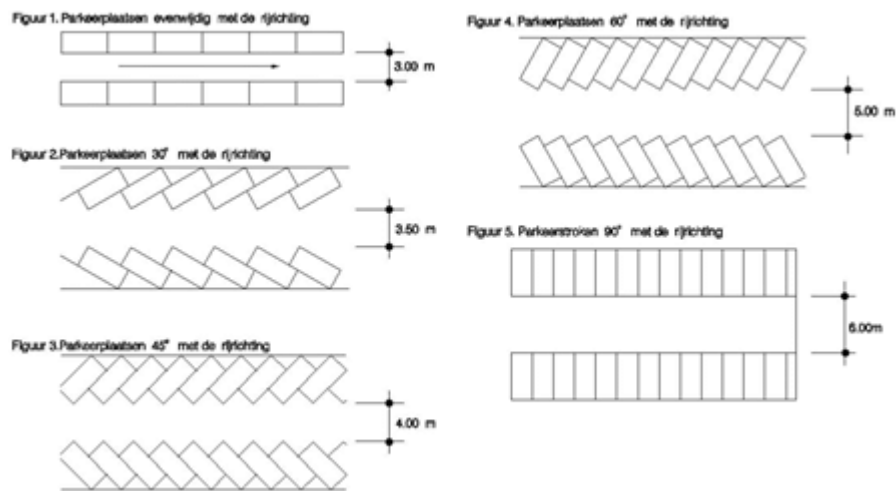 Figuur 1. Parkeerplaatsen evenwijdig met de rijrichting
3.00 m
Figuur 2.Parkeerplaatsen 30° met de rijrichting
3.50 m
Figuur 3.Parkeerplaatsen 45° met de rijrichting
4.00 m
Figuur 4. Parkeerplaatsen 60° met de rijrichting
5.00 m
Figuur 5. Parkeerstroken 90° met de rijrichting
6.00m